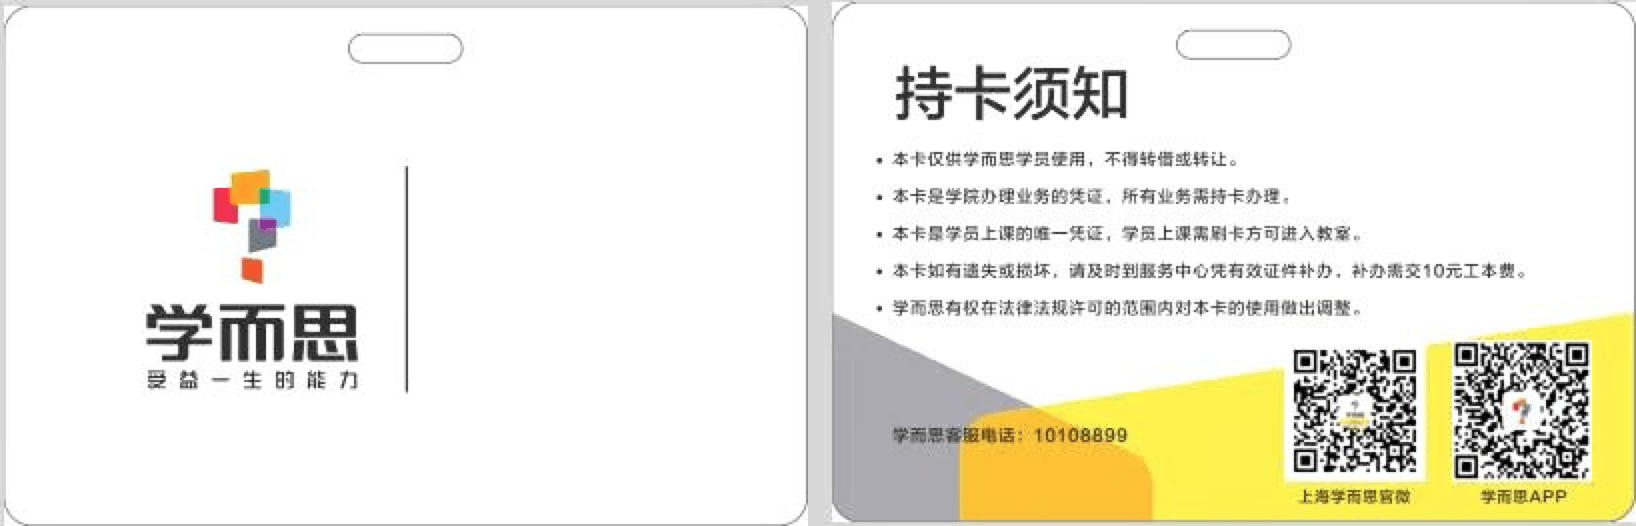 学而思
受益一生的能力
持卡须知
• 本卡仅供学而思学员使用，不得转借或转让。
• 本卡是学院办理业务的凭证，所有业务需持卡办理。
• 本卡是学员上课的唯一凭证，学员上课需刷卡方可进入教室。
• 本卡如有遗失或损坏，请及时到服务中心凭有效证件补办，补办需交10元工本费。
• 学而思有权在法律法规许可的范围内对本卡的使用做出调整。
学而思客服电话：10108899
上海学而思官微
学而思APP